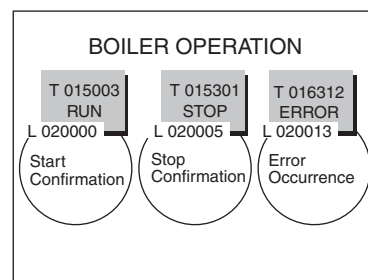 BOILER OPERATION
T 015003
RUN
T 015301
STOP
T 016312
ERROR
L 020000
L 020005
L 020013
Start
Confirmation
Stop
Confirmation
Error
Occurrence